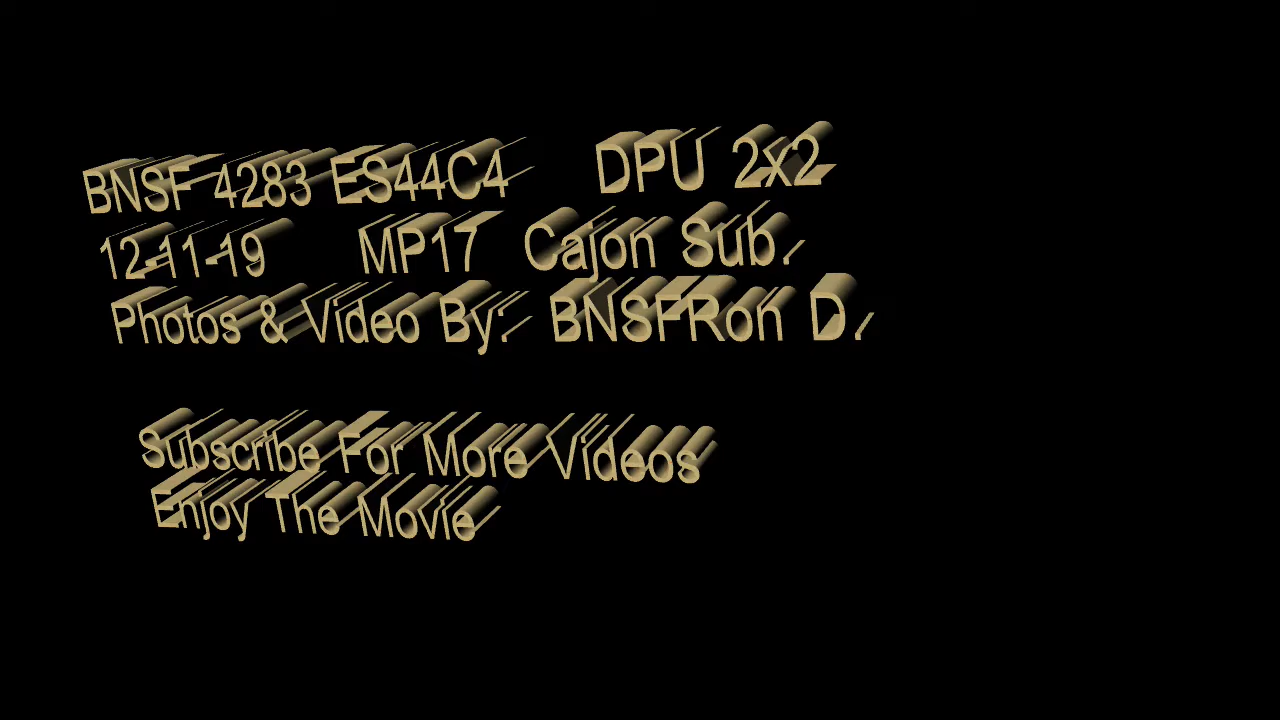 BNSF 4283 ES44C4 DPU 2x2
12-11-19 MP17 Cajon Sub.
Photos & Video By: BNSFRon D.
Subscribe For More Videos
Enjoy The Movie